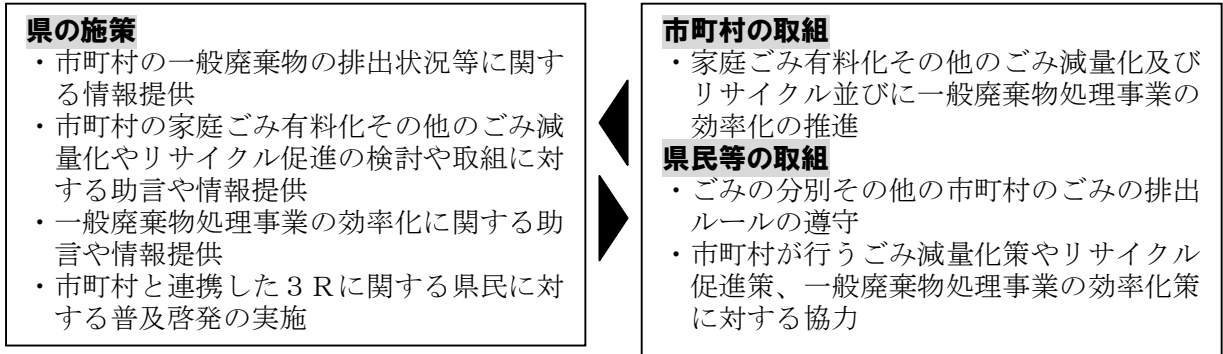 県の施策
・市町村の一般廃棄物の排出状況等に関す
る情報提供
・市町村の家庭ごみ有料化その他のごみ減
量化やリサイクル促進の検討や取組に対
する助言や情報提供
・一般廃棄物処理事業の効率化に関する助
言や情報提供
・市町村と連携した３Ｒに関する県民に対
する普及啓発の実施
市町村の取組
・家庭ごみ有料化その他のごみ減量化及び
リサイクル並びに一般廃棄物処理事業の
効率化の推進
県民等の取組
・ごみの分別その他の市町村のごみの排出
ルールの遵守
・市町村が行うごみ減量化策やリサイクル
促進策、一般廃棄物処理事業の効率化策
に対する協力